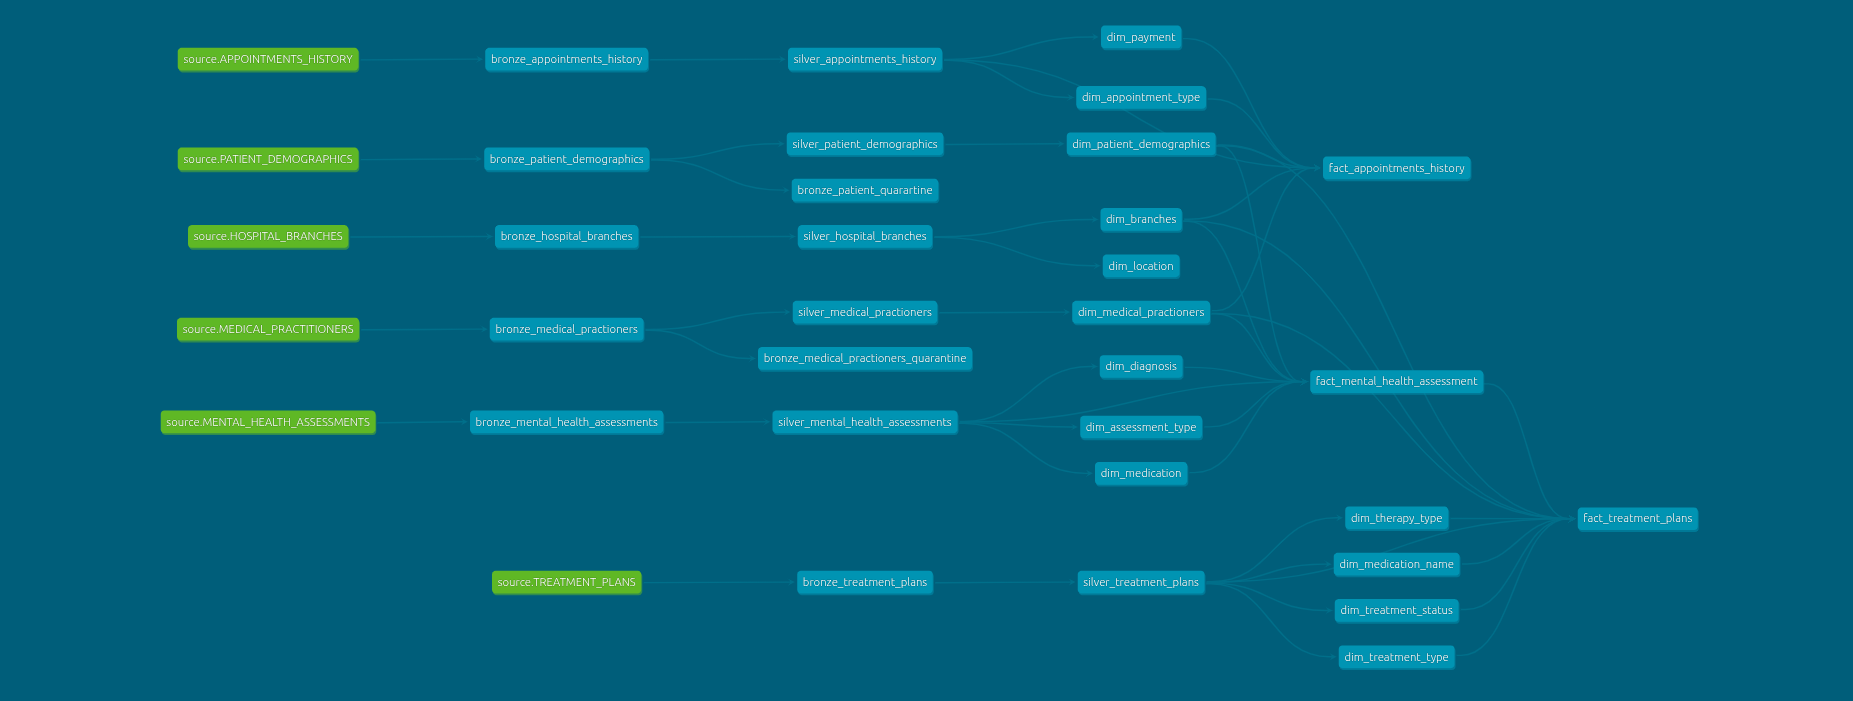 source.APPOINTMENTS_HISTORY
bronze_appointments_history
silver_appointments_history
dim_payment
dim_appointment_type
source.PATIENT_DEMOGRAPHICS
bronze_patient_demographics
silver_patient_demographics
dim_patient_demographics
fact_appointments_history
bronze_patient_quarartine
source.HOSPITAL_BRANCHES
bronze_hospital_branches
silver_hospital_branches
dim_branches
dim_location
source.MEDICAL_PRACTITIONERS
bronze_medical_practioners
silver_medical_practioners
dim_medical_practioners
bronze_medical_practioners_quarantine
dim_diagnosis
fact_mental_health_assessment
source.MENTAL_HEALTH_ASSESSMENTS
bronze_mental_health_assessments
silver_mental_health_assessments
dim_assessment_type
dim_medication
dim_therapy_type
fact_treatment_plans
dim_medication_name
source.TREATMENT_PLANS
bronze_treatment_plans
silver_treatment_plans
dim_treatment_status
dim_treatment_type